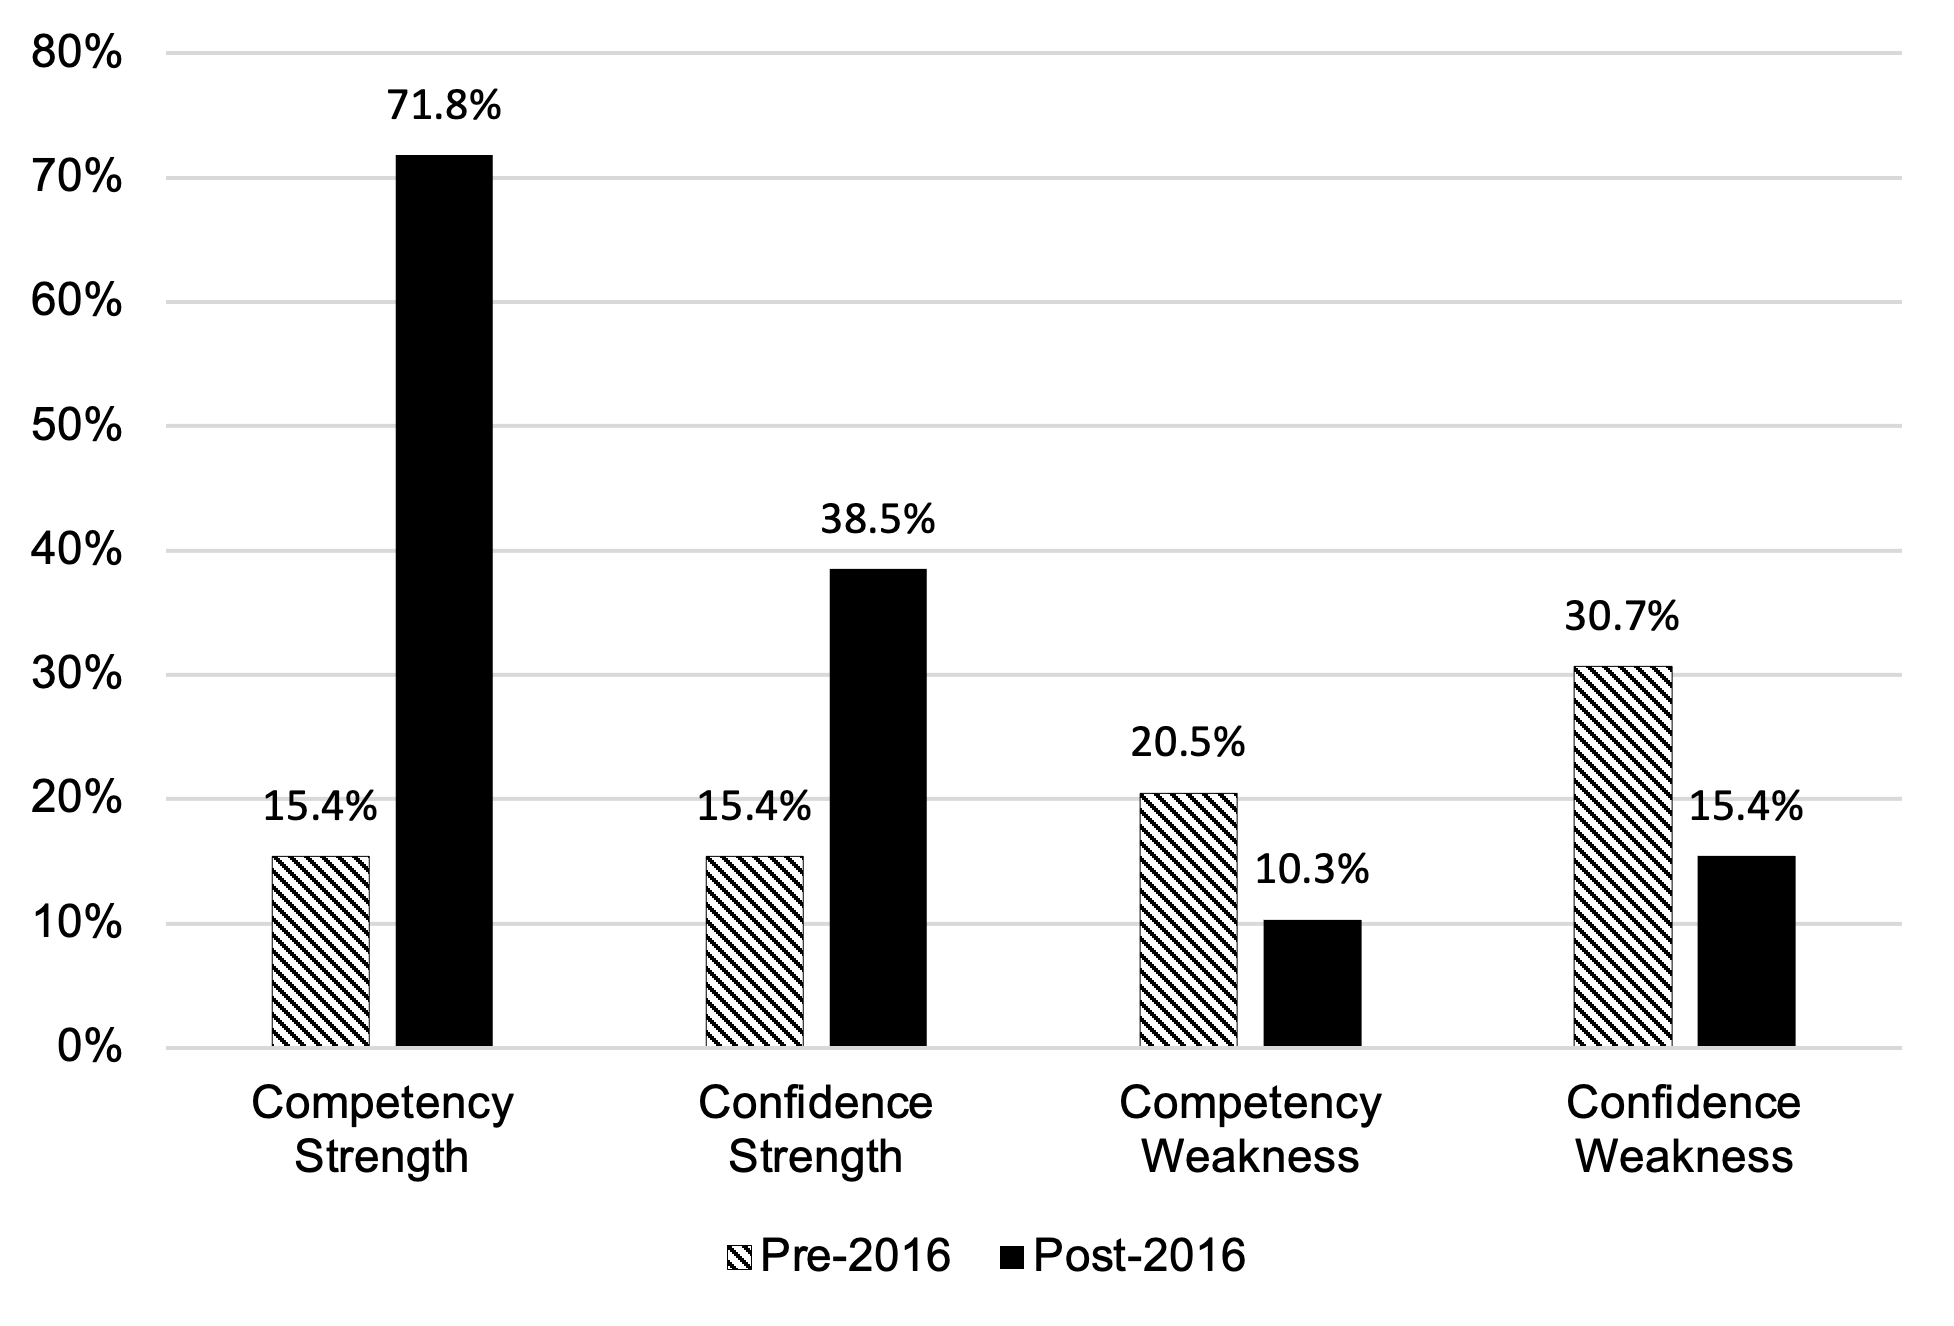 80%
70%
60%
50%
40%
30%
20%
10%
0%
71.8%
38.5%
30.7%
20.5%
15.4%
15.4%
15.4%
10.3%
Competency
Strength
Confidence
Strength
Competency
Weakness
Confidence
Weakness
Pre-2016
Post-2016